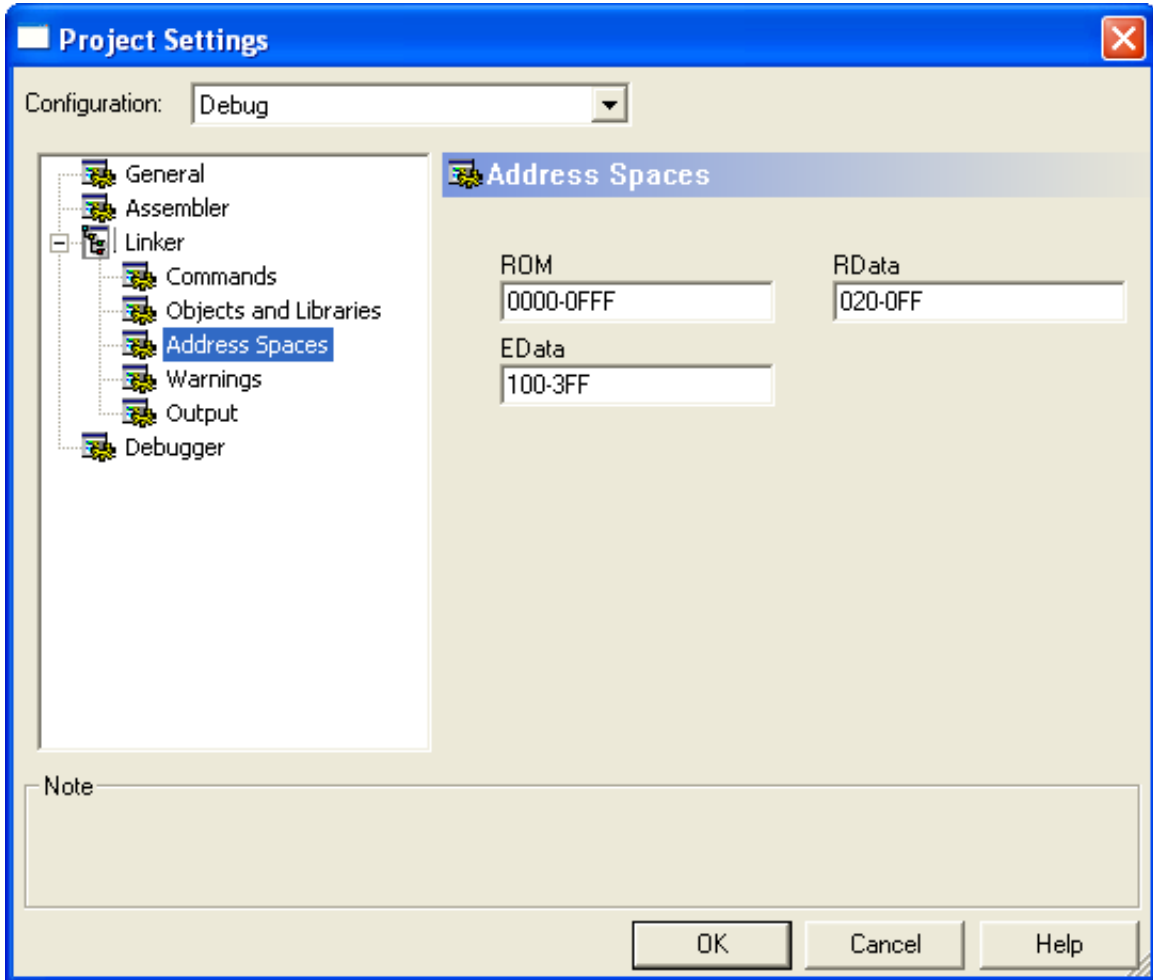 Project Settings
Configuration: Debug
General
Assembler
Linker
Commands
Objects and Libraries
Address Spaces
Warnings
Output
Debugger
Address Spaces
ROM RData
0000-0FFF 020-0FF
EData
100-3FF
Note
OK Cancel Help